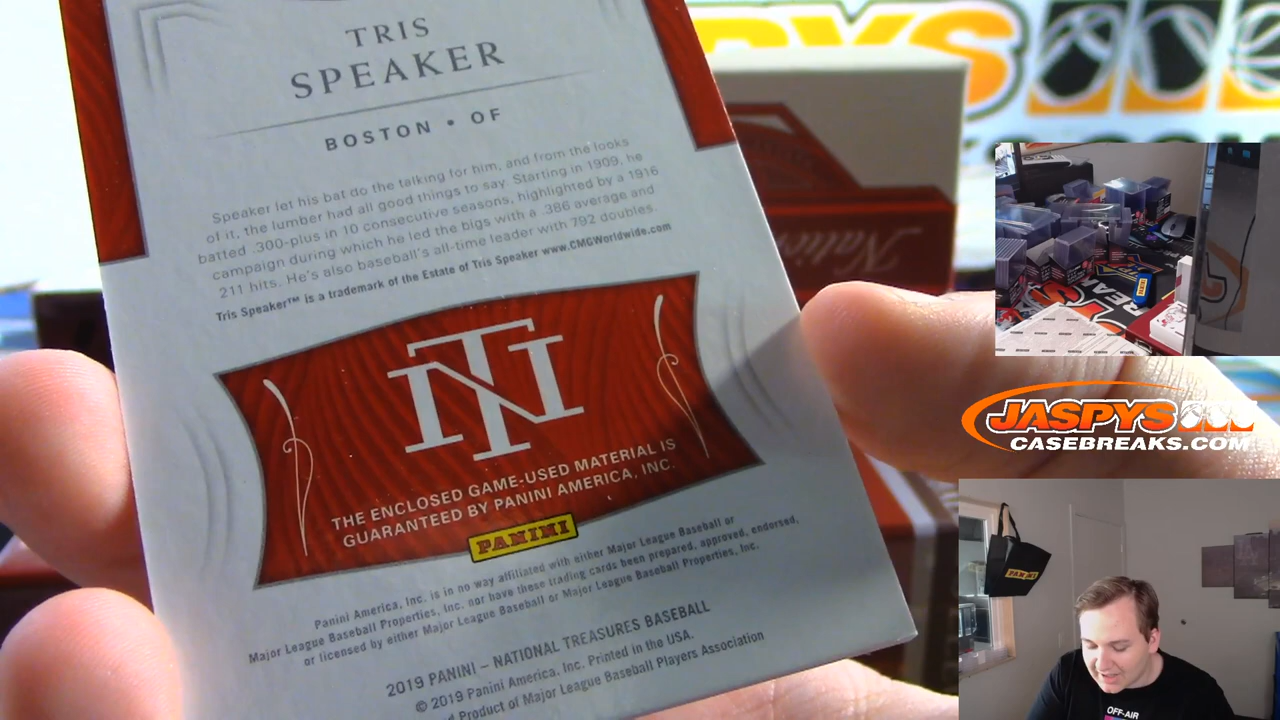 TRIS
SPEAKER
BOSTON • OF
Speaker let his bat do the talking for him, and from the looks
of it, the lumber had all good things to say. Starting in 1909, he
batted .300-plus in 10 consecutive seasons, highlighted by a 1916
campaign during which he led the bigs with a .386 average and
211 hits. He's also baseball's all-time leader with 792 doubles.
Tris Speaker™ is a trademark of the Estate of Tris Speaker www.CMGWorldwide.com
NT
THE ENCLOSED GAME-USED MATERIAL IS
GUARANTEED BY PANINI AMERICA, INC.
PANINI
Panini America, Inc. is in no way affiliated with either Major League Baseball or
Major League Baseball Properties, Inc. nor have these trading cards been prepared, approved, endorsed,
or licensed by either Major League Baseball or Major League Baseball Properties, Inc.
2019 PANINI – NATIONAL TREASURES BASEBALL
© 2019 Panini America, Inc. Printed in the USA.
Product of Major League Baseball Players Association
PYS
Nation
JASPYS
CASEBREAKS.COM
PANINI
PANINI
OFF-AIR